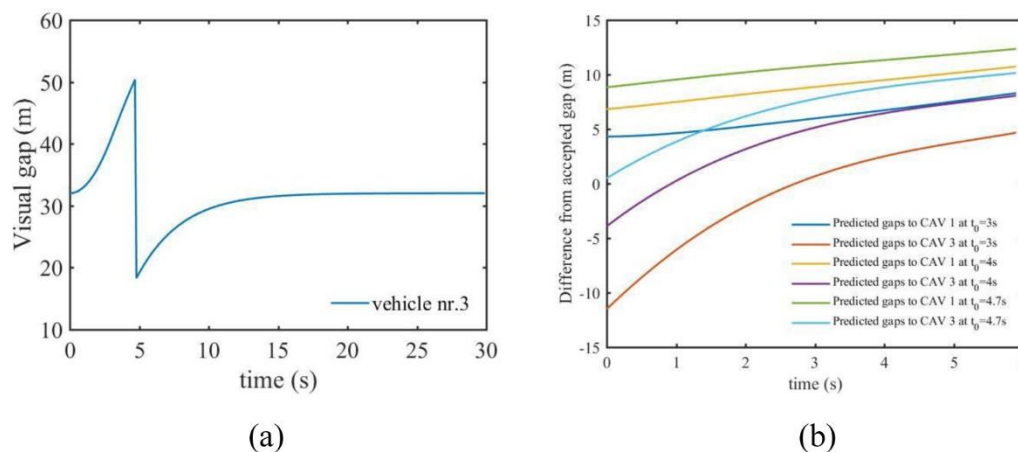 60
50
40
30
20
10
0
5
10
15
20
25
30
Visual gap (m)
time (s)
vehicle nr.3
(a)
15
10
5
0
-5
-10
-15
0
1
2
3
4
5
Difference from accepted gap (m)
time (s)
Predicted gaps to CAV 1 at t0=3s
Predicted gaps to CAV 3 at t0=3s
Predicted gaps to CAV 1 at t0=4s
Predicted gaps to CAV 3 at t0=4s
Predicted gaps to CAV 1 at t0=4.7s
Predicted gaps to CAV 3 at t0=4.7s
(b)